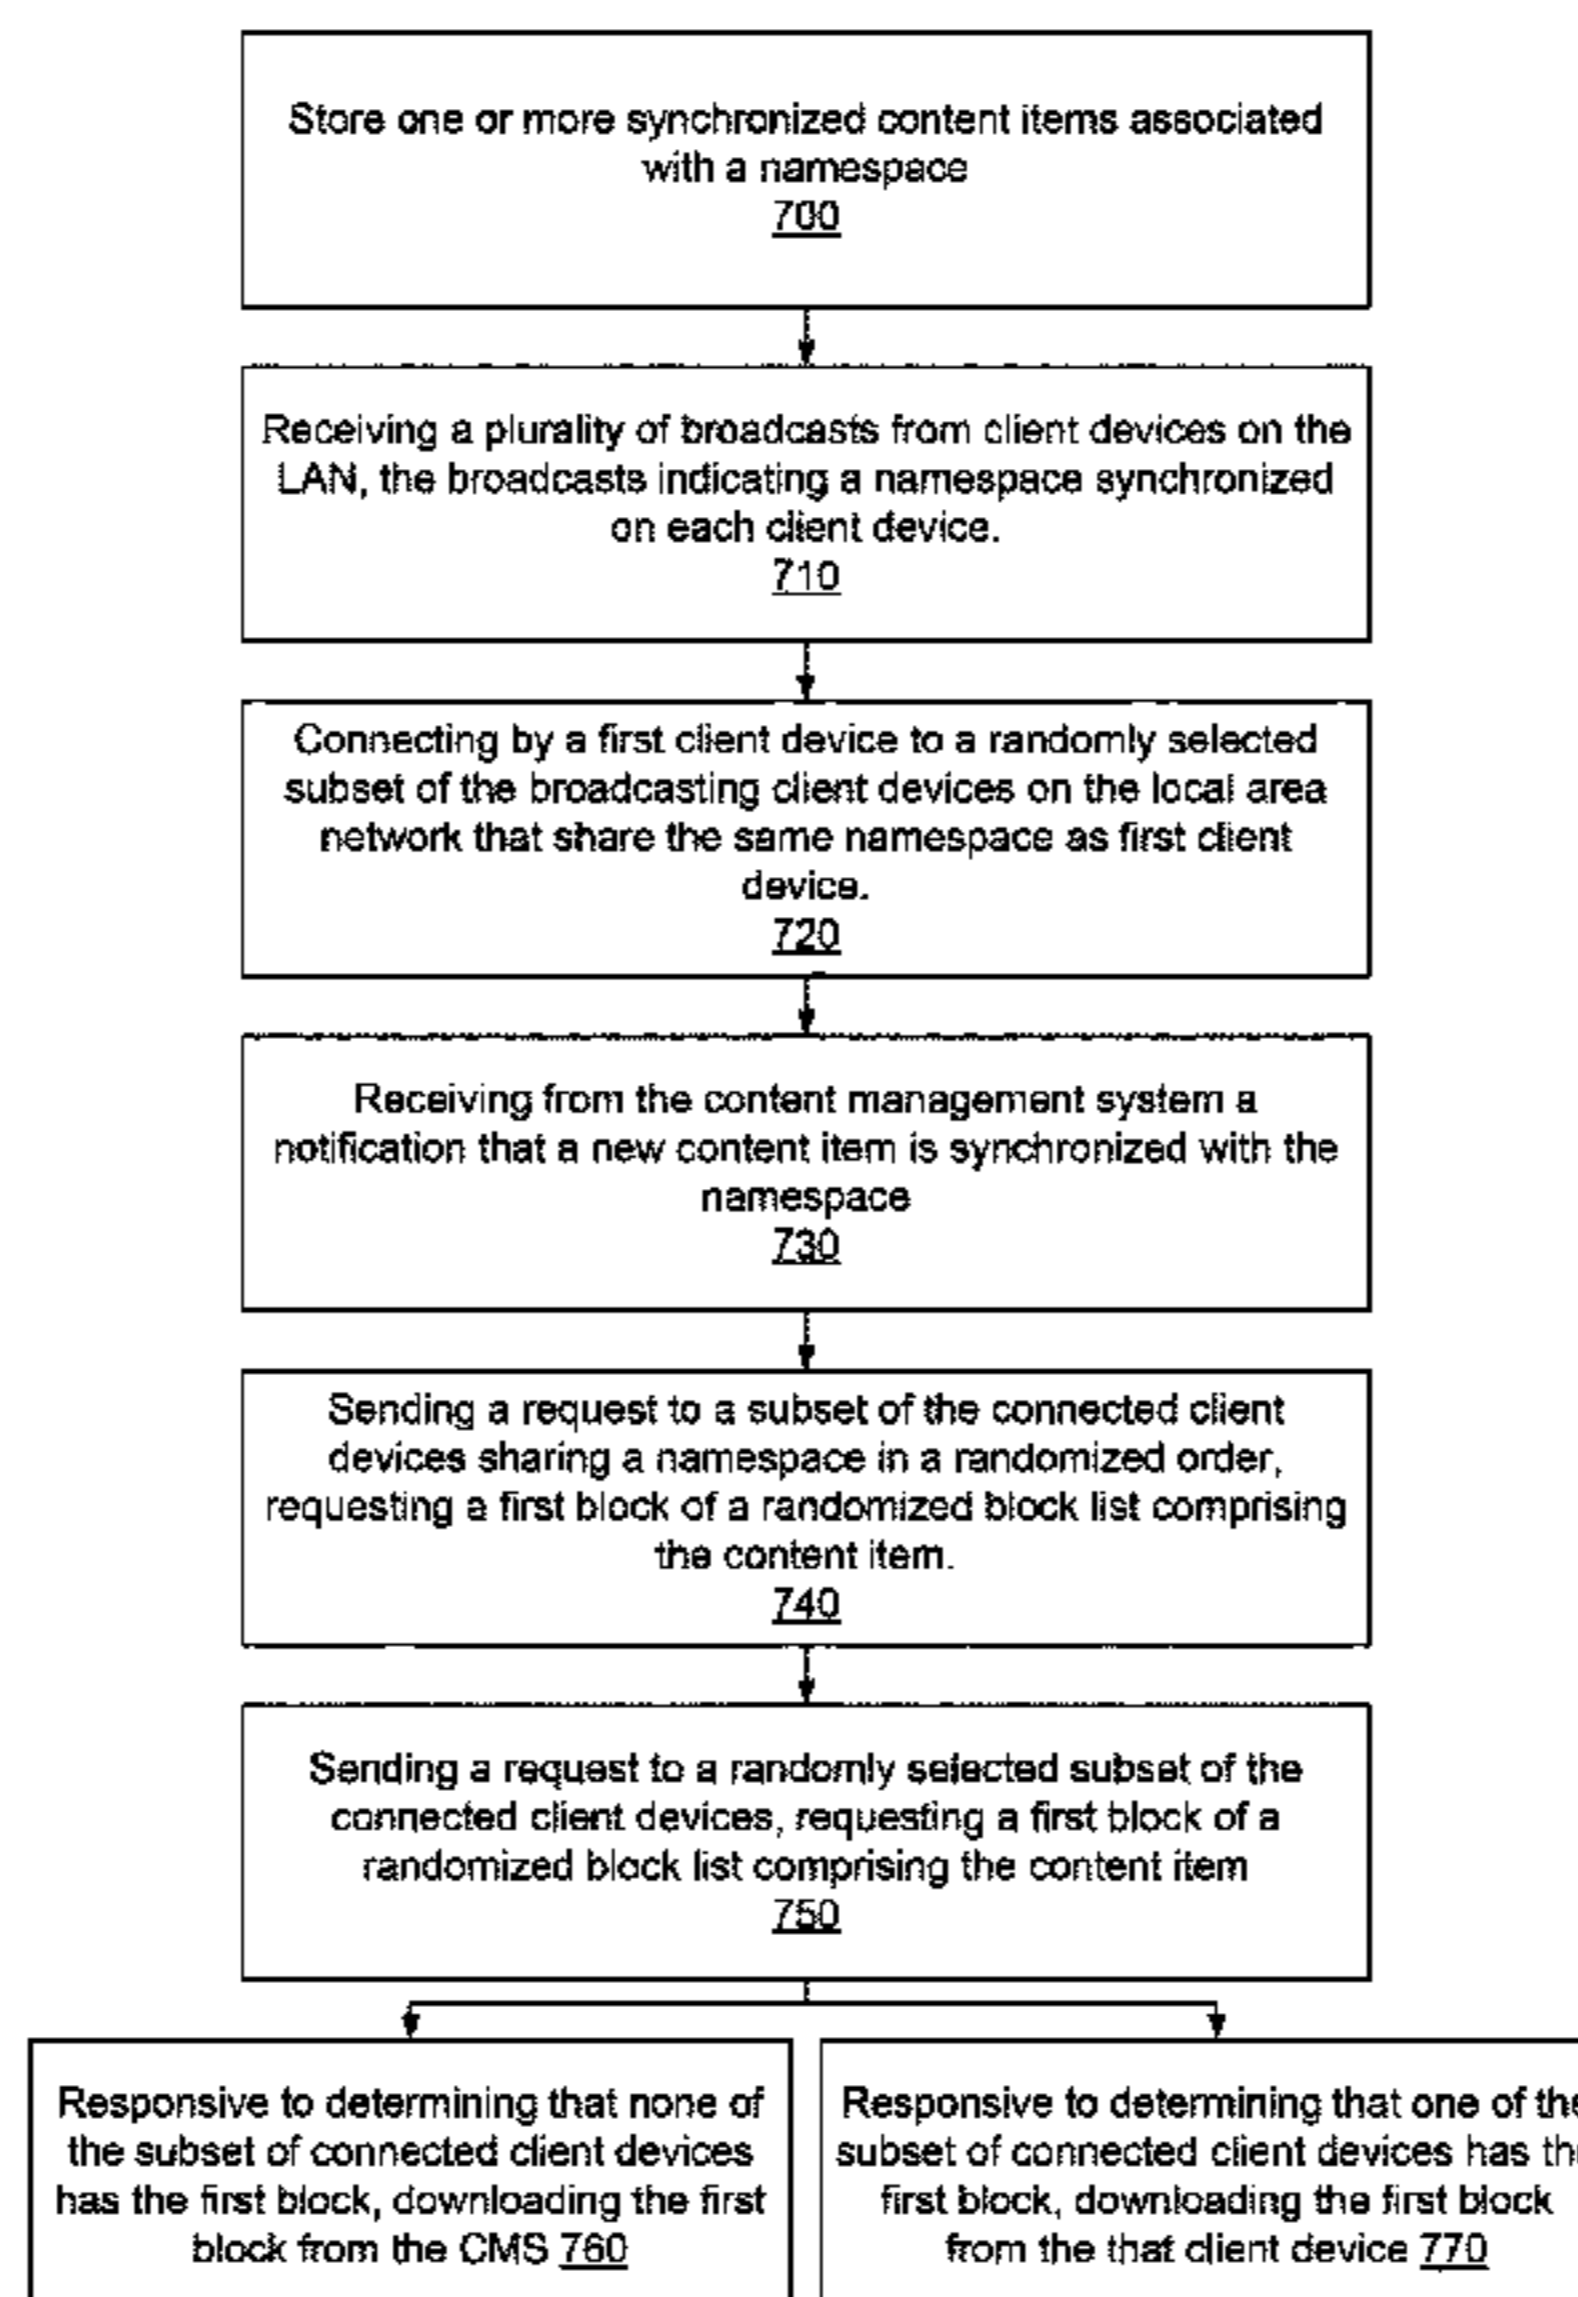 Store one or more synchronized content items associated
with a namespace
700
Receiving a plurality of broadcasts from client devices on the
LAN, the broadcasts indicating a namespace synchronized
on each client device.
710
Connecting by a first client device to a randomly selected
subset of the broadcasting client devices on the local area
network that share the same namespace as first client
device.
720
Receiving from the content management system a
notification that a new content item is synchronized with the
namespace
730
Sending a request to a subset of the connected client
devices sharing a namespace in a randomized order,
requesting a first block of a randomized block list comprising
the content item.
740
Sending a request to a randomly selected subset of the
connected client devices, requesting a first block of a
randomized block list comprising the content item
750
Responsive to determining that none of
the subset of connected client devices
has the first block, downloading the first
block from the CMS 760
Responsive to determining that one of the
subset of connected client devices has the
first block, downloading the first block
from the that client device 770